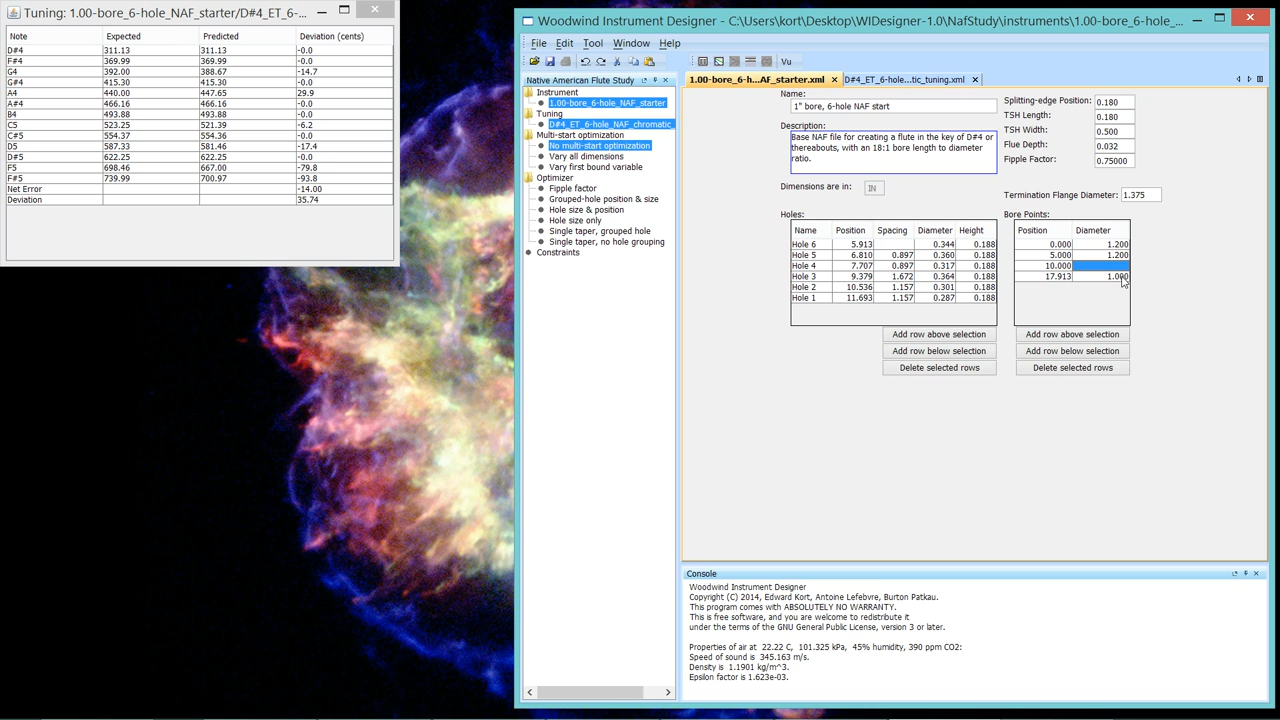 Tuning: 1.00-bore_6-hole_NAF_starter/D#4_ET_6-...
Note Expected Predicted Deviation (cents)
D#4 311.13 311.13 -0.0
F#4 369.99 369.99 -0.0
G4 392.00 388.67 -14.7
G#4 415.30 415.30 -0.0
A4 440.00 447.65 29.9
A#4 466.16 466.16 -0.0
B4 493.88 493.88 -0.0
C5 523.25 521.39 -6.2
C#5 554.37 554.36 -0.0
D5 587.33 581.46 -17.4
D#5 622.25 622.25 -0.0
F5 698.46 667.00 -79.8
F#5 739.99 700.97 -93.8
Net Error -14.00
Deviation 35.74
Woodwind Instrument Designer - C:\Users\kort\Desktop\WIDesigner-1.0\NafStudy\instruments\1.00-bore_6-hole_...
File Edit Tool Window Help
Vu
Native American Flute Study
Instrument
1.00-bore_6-hole_NAF_starter
Tuning
D#4_ET_6-hole_NAF_chromatic_
Multi-start optimization
No multi-start optimization
Vary all dimensions
Vary first bound variable
Optimizer
Fipple factor
Grouped-hole position & size
Hole size & position
Hole size only
Single taper, grouped hole
Single taper, no hole grouping
Constraints
1.00-bore_6-h...AF_starter.xml D#4_ET_6-hole...tic_tuning.xml
Name:
1" bore, 6-hole NAF start
Description:
Base NAF file for creating a flute in the key of D#4 or
thereabouts, with an 18:1 bore length to diameter
ratio.
Dimensions are in: IN
Splitting-edge Position: 0.180
TSH Length: 0.180
TSH Width: 0.500
Flue Depth: 0.032
Fipple Factor: 0.75000
Termination Flange Diameter: 1.375
Holes:
Name Position Spacing Diameter Height
Hole 6 5.913 0.344 0.188
Hole 5 6.810 0.897 0.360 0.188
Hole 4 7.707 0.897 0.317 0.188
Hole 3 9.379 1.672 0.364 0.188
Hole 2 10.536 1.157 0.301 0.188
Hole 1 11.693 1.157 0.287 0.188
Add row above selection
Add row below selection
Delete selected rows
Bore Points:
Position Diameter
0.000 1.200
5.000 1.200
10.000
17.913 1.000
Add row above selection
Add row below selection
Delete selected rows
Console
Woodwind Instrument Designer
Copyright (C) 2014, Edward Kort, Antoine Lefebvre, Burton Patkau.
This program comes with ABSOLUTELY NO WARRANTY.
This is free software, and you are welcome to redistribute it
under the terms of the GNU General Public License, version 3 or later.
Properties of air at 22.22 C, 101.325 kPa, 45% humidity, 390 ppm CO2:
Speed of sound is 345.163 m/s.
Density is 1.1901 kg/m^3.
Epsilon factor is 1.623e-03.